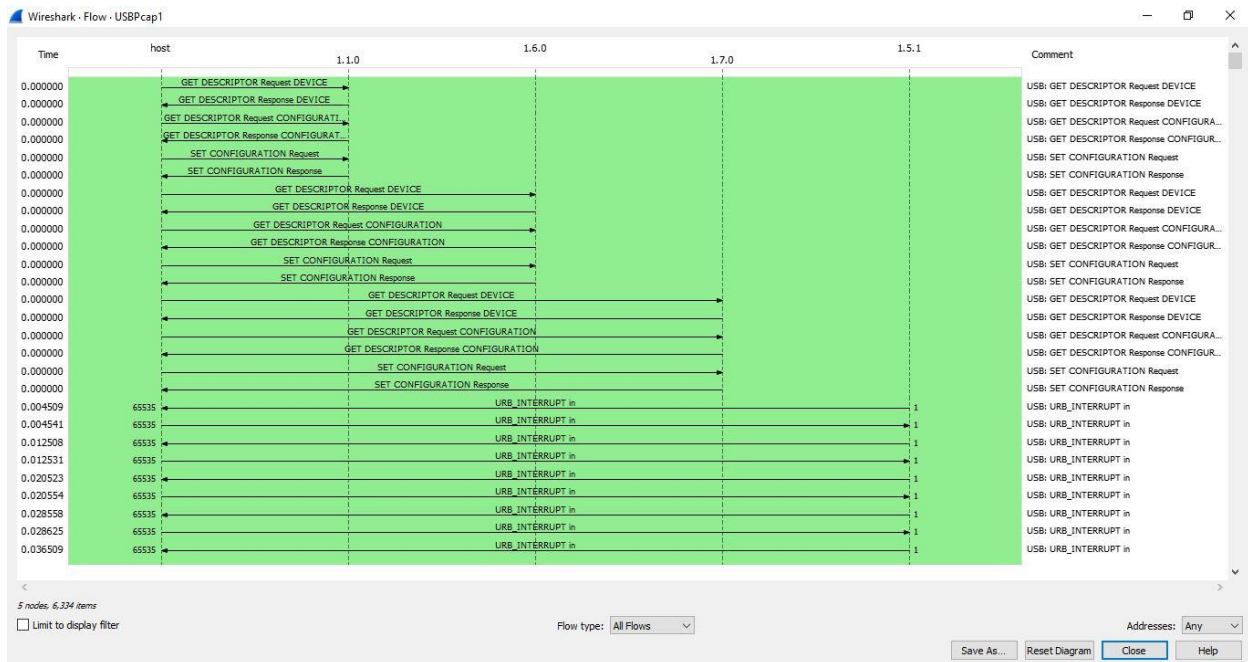 Wireshark · Flow · USBPcap1
Time host 1.1.0 1.6.0 1.7.0 1.5.1 Comment
0.000000 GET DESCRIPTOR Request DEVICE USB: GET DESCRIPTOR Request DEVICE
0.000000 GET DESCRIPTOR Response DEVICE USB: GET DESCRIPTOR Response DEVICE
0.000000 GET DESCRIPTOR Request CONFIGURATI... USB: GET DESCRIPTOR Request CONFIGURA...
0.000000 GET DESCRIPTOR Response CONFIGURAT... USB: GET DESCRIPTOR Response CONFIGUR...
0.000000 SET CONFIGURATION Request USB: SET CONFIGURATION Request
0.000000 SET CONFIGURATION Response USB: SET CONFIGURATION Response
0.000000 GET DESCRIPTOR Request DEVICE USB: GET DESCRIPTOR Request DEVICE
0.000000 GET DESCRIPTOR Response DEVICE USB: GET DESCRIPTOR Response DEVICE
0.000000 GET DESCRIPTOR Request CONFIGURATION USB: GET DESCRIPTOR Request CONFIGURA...
0.000000 GET DESCRIPTOR Response CONFIGURATION USB: GET DESCRIPTOR Response CONFIGUR...
0.000000 SET CONFIGURATION Request USB: SET CONFIGURATION Request
0.000000 SET CONFIGURATION Response USB: SET CONFIGURATION Response
0.000000 GET DESCRIPTOR Request DEVICE USB: GET DESCRIPTOR Request DEVICE
0.000000 GET DESCRIPTOR Response DEVICE USB: GET DESCRIPTOR Response DEVICE
0.000000 GET DESCRIPTOR Request CONFIGURATION USB: GET DESCRIPTOR Request CONFIGURA...
0.000000 GET DESCRIPTOR Response CONFIGURATION USB: GET DESCRIPTOR Response CONFIGUR...
0.000000 SET CONFIGURATION Request USB: SET CONFIGURATION Request
0.000000 SET CONFIGURATION Response USB: SET CONFIGURATION Response
0.004509 65535 URB_INTERRUPT in 1 USB: URB_INTERRUPT in
0.004541 65535 URB_INTERRUPT in 1 USB: URB_INTERRUPT in
0.012508 65535 URB_INTERRUPT in 1 USB: URB_INTERRUPT in
0.012531 65535 URB_INTERRUPT in 1 USB: URB_INTERRUPT in
0.020523 65535 URB_INTERRUPT in 1 USB: URB_INTERRUPT in
0.020554 65535 URB_INTERRUPT in 1 USB: URB_INTERRUPT in
0.028558 65535 URB_INTERRUPT in 1 USB: URB_INTERRUPT in
0.028625 65535 URB_INTERRUPT in 1 USB: URB_INTERRUPT in
0.036509 65535 URB_INTERRUPT in 1 USB: URB_INTERRUPT in
5 nodes, 6,334 items
Limit to display filter Flow type: All Flows Addresses: Any
Save As... Reset Diagram Close Help